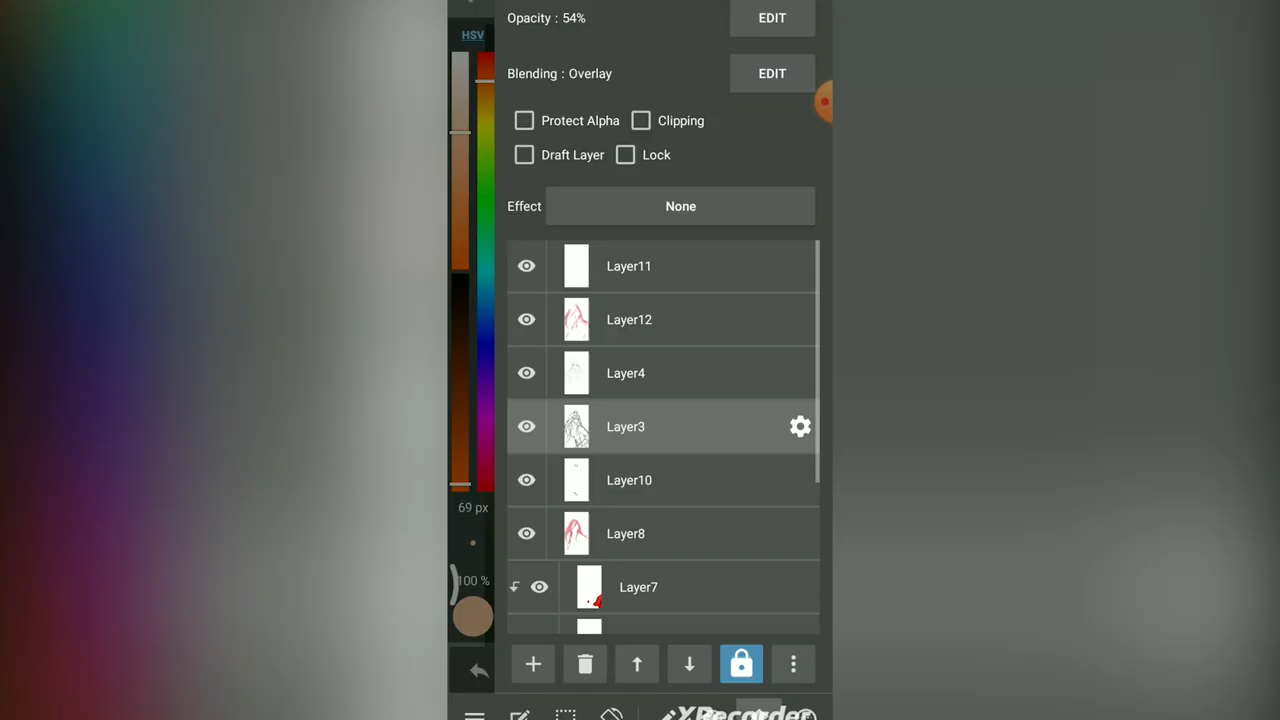 Opacity : 54%
EDIT
HSV
Blending : Overlay
EDIT
Protect Alpha
Clipping
Draft Layer
Lock
Effect
None
Layer11
Layer12
Layer4
Layer3
Layer10
69 px
Layer8
100 %
Layer7
XRecorder